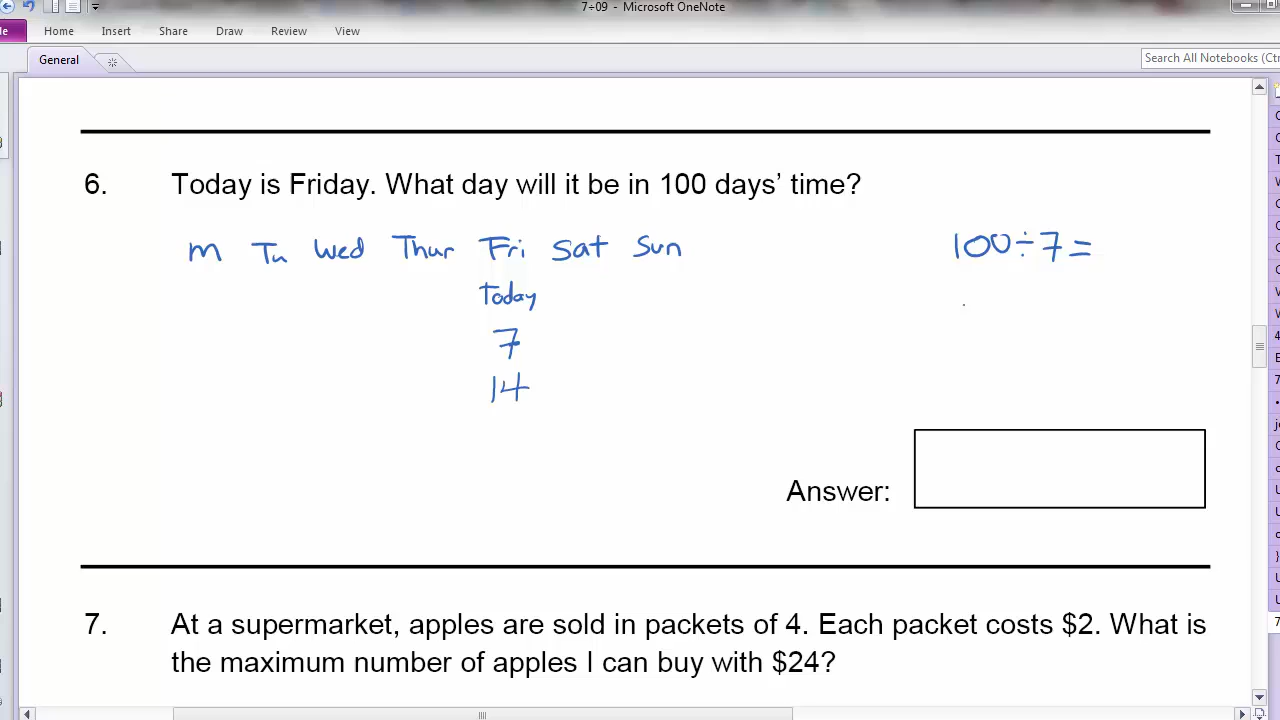 7÷09 - Microsoft OneNote
Home Insert Share Draw Review View
General
Search All Notebooks (Ctr
6. Today is Friday. What day will it be in 100 days' time?
M Tu Wed Thur Fri Sat Sun
100÷7=
Today
7
14
Answer:
7. At a supermarket, apples are sold in packets of 4. Each packet costs $2. What is
the maximum number of apples I can buy with $24?